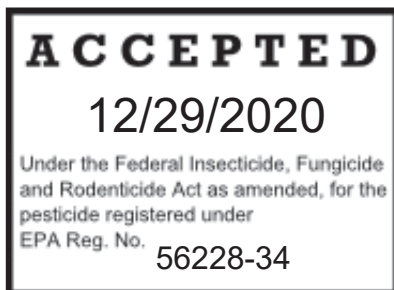 ACCEPTED
12/29/2020
Under the Federal Insecticide, Fungicide
and Rodenticide Act as amended, for the
pesticide registered under
EPA Reg. No. 56228-34